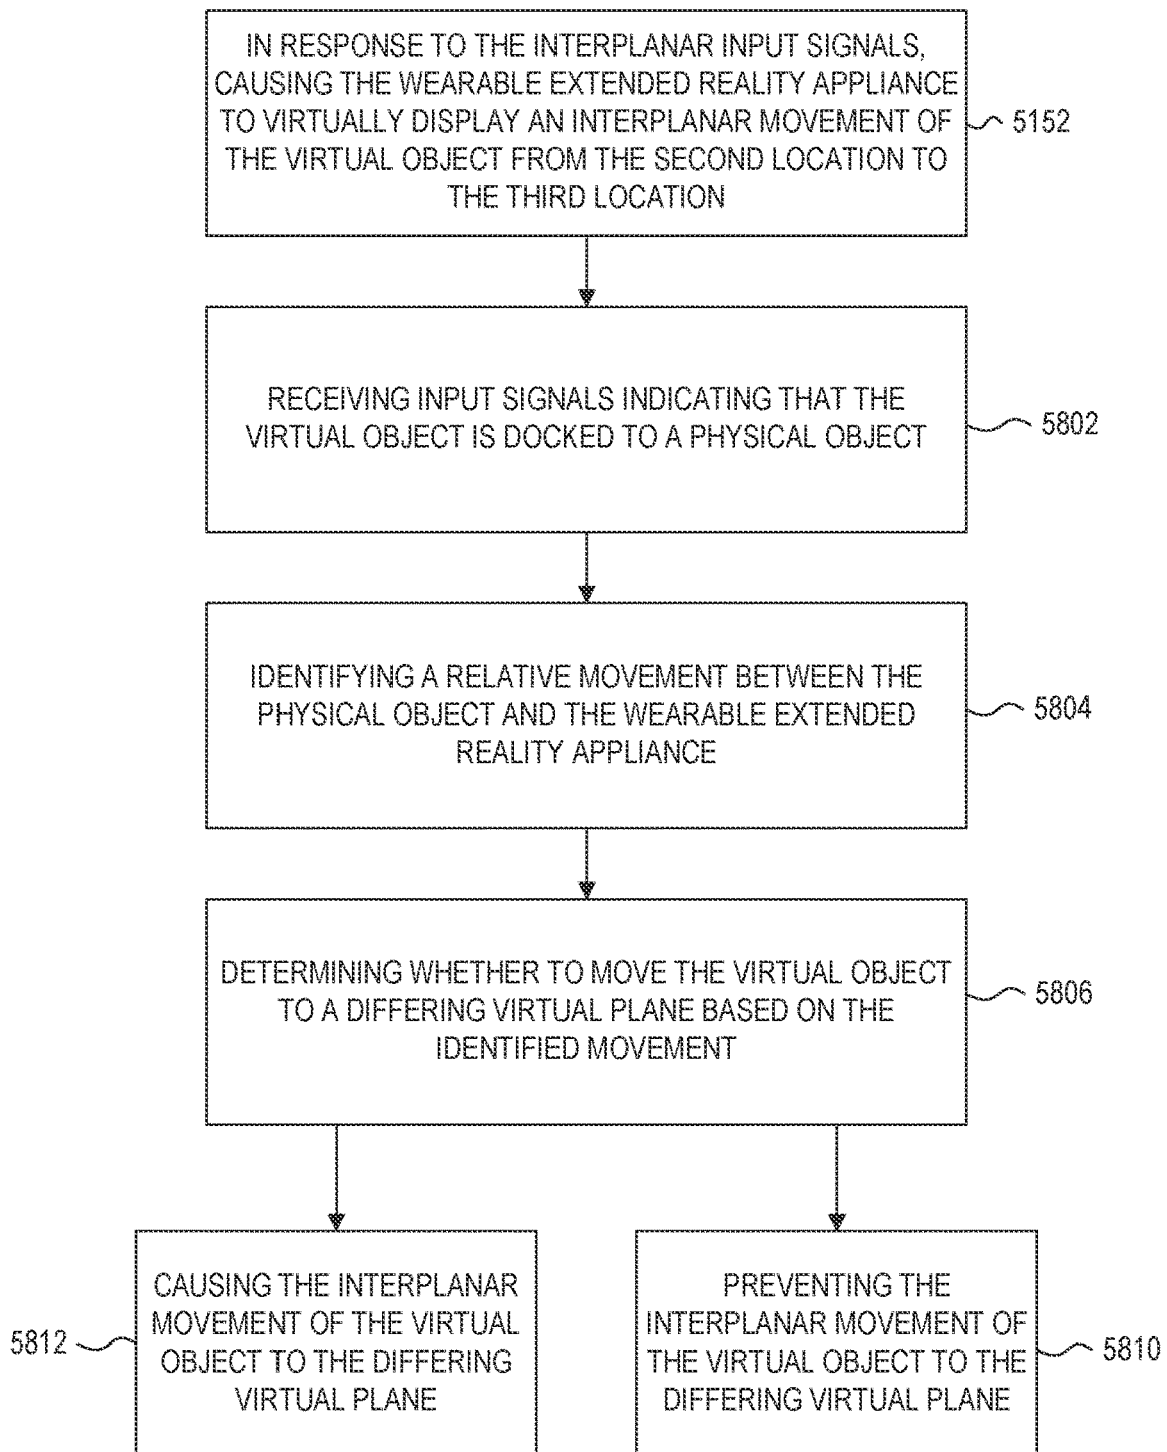 IN RESPONSE TO THE INTERPLANAR INPUT SIGNALS,
CAUSING THE WEARABLE EXTENDED REALITY APPLIANCE
TO VIRTUALLY DISPLAY AN INTERPLANAR MOVEMENT OF
THE VIRTUAL OBJECT FROM THE SECOND LOCATION TO
THE THIRD LOCATION
5152
RECEIVING INPUT SIGNALS INDICATING THAT THE
VIRTUAL OBJECT IS DOCKED TO A PHYSICAL OBJECT
5802
IDENTIFYING A RELATIVE MOVEMENT BETWEEN THE
PHYSICAL OBJECT AND THE WEARABLE EXTENDED
REALITY APPLIANCE
5804
DETERMINING WHETHER TO MOVE THE VIRTUAL OBJECT
TO A DIFFERING VIRTUAL PLANE BASED ON THE
IDENTIFIED MOVEMENT
5806
CAUSING THE INTERPLANAR
MOVEMENT OF THE VIRTUAL
OBJECT TO THE DIFFERING
VIRTUAL PLANE
5812
PREVENTING THE
INTERPLANAR MOVEMENT OF
THE VIRTUAL OBJECT TO THE
DIFFERING VIRTUAL PLANE
5810